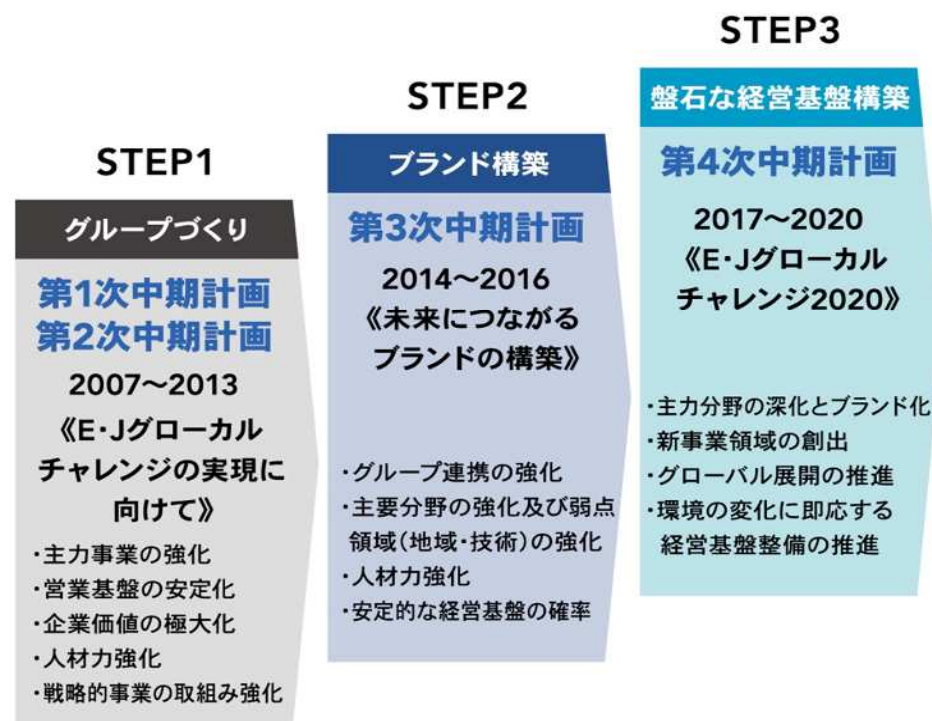 STEP1
グループづくり
第1次中期計画
第2次中期計画
2007～2013
《E・Jグローカル
チャレンジの実現に
向けて》
・主力事業の強化
・営業基盤の安定化
・企業価値の極大化
・人材力強化
・戦略的事業の取組み強化
STEP2
ブランド構築
第3次中期計画
2014～2016
《未来につながる
ブランドの構築》
・グループ連携の強化
・主要分野の強化及び弱点
領域（地域・技術）の強化
・人材力強化
・安定的な経営基盤の確率
STEP3
盤石な経営基盤構築
第4次中期計画
2017～2020
《E・Jグローカル
チャレンジ2020》
・主力分野の深化とブランド化
・新事業領域の創出
・グローバル展開の推進
・環境の変化に即応する
経営基盤整備の推進